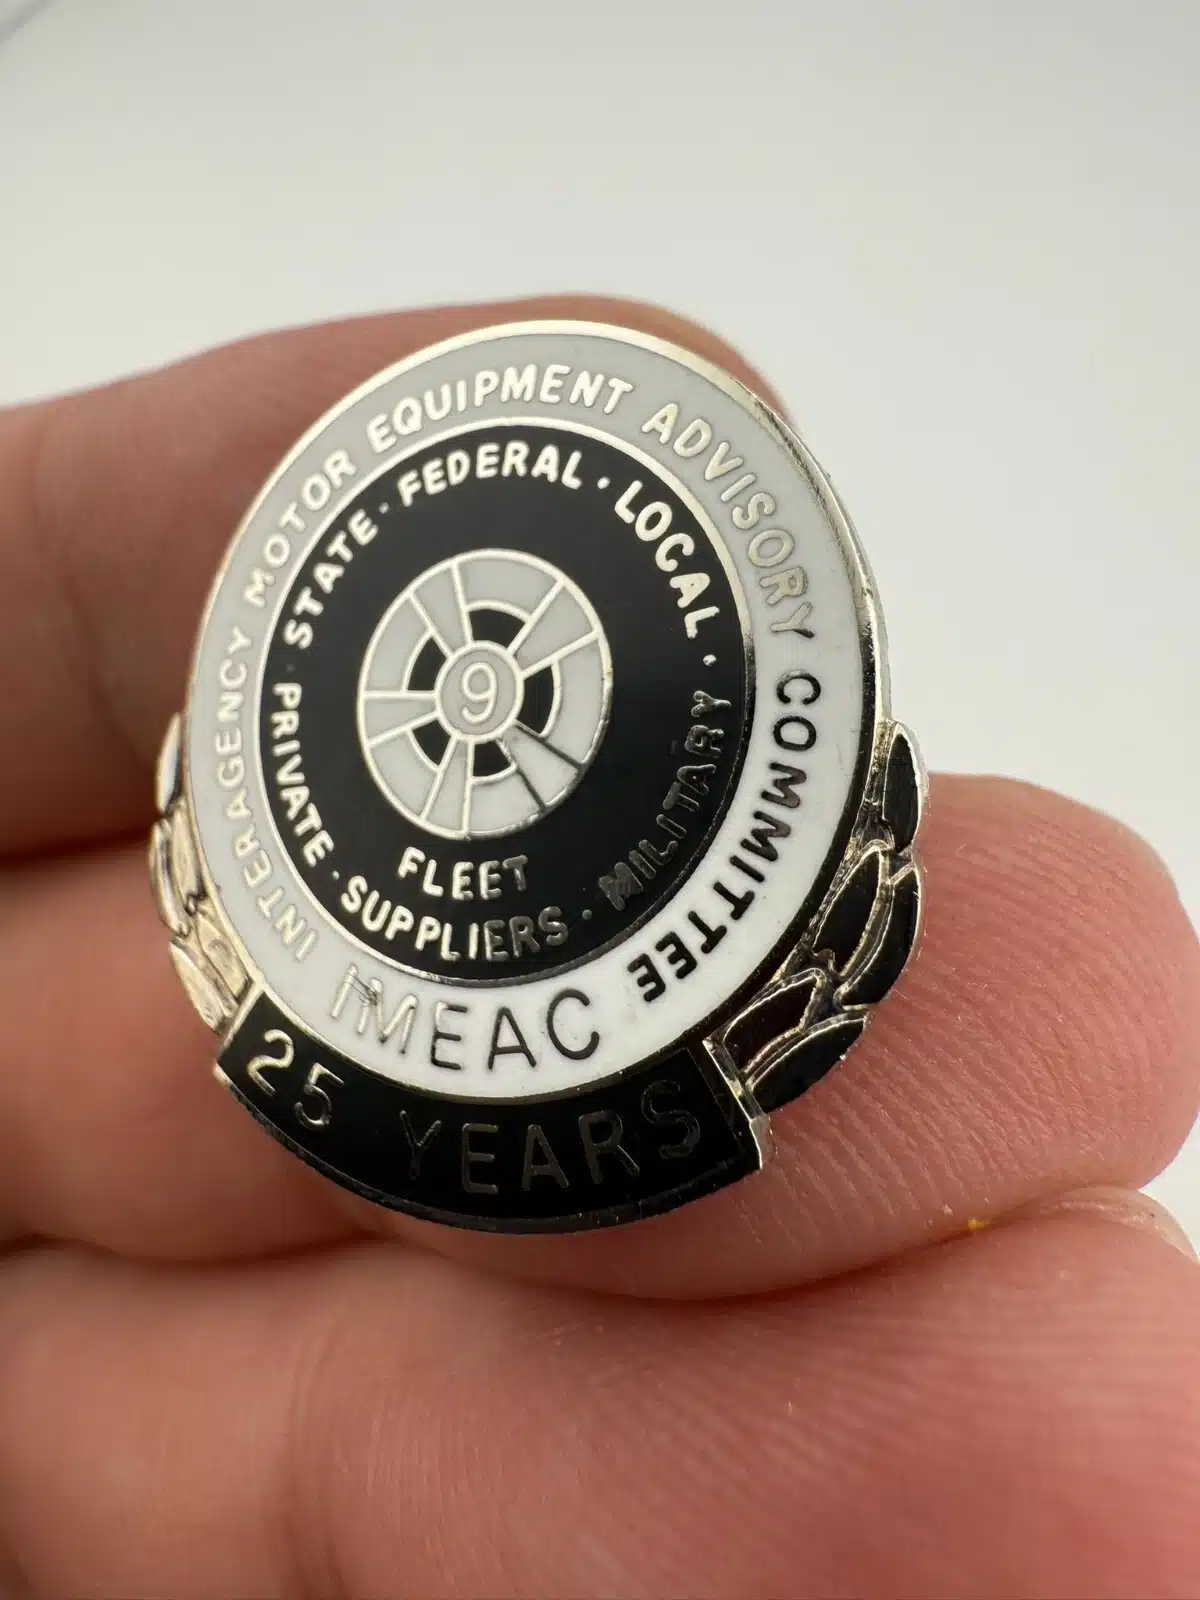 INTERAGENCY MOTOR EQUIPMENT ADVISORY COMMITTEE
PRIVATE · STATE · FEDERAL · LOCAL · MILITARY · SUPPLIERS ·
9
FLEET
IMEAC
25 YEARS